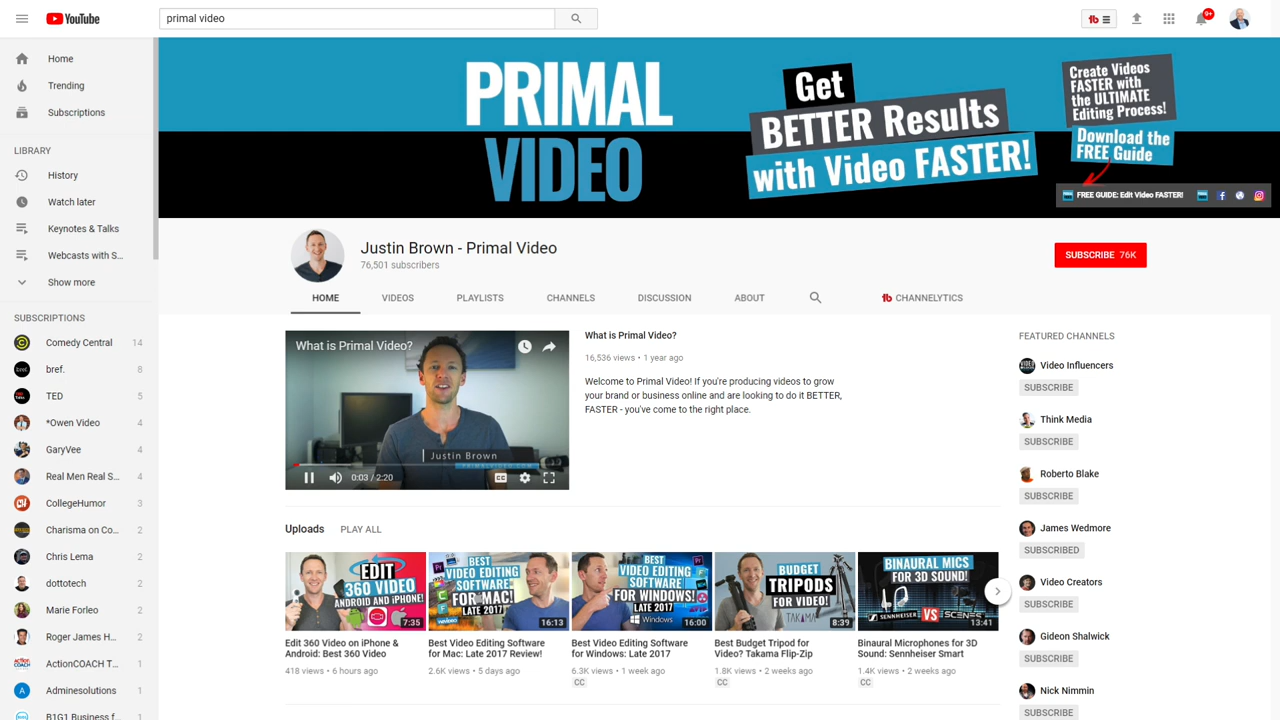 YouTube
primal video
9+
Home
Trending
Subscriptions
LIBRARY
History
Watch later
Keynotes & Talks
Webcasts with S...
Show more
SUBSCRIPTIONS
Comedy Central 14
bref. 8
TED 5
*Owen Video 4
GaryVee 4
Real Men Real S... 4
CollegeHumor 3
Charisma on Co... 2
Chris Lema 2
dottotech 2
Marie Forleo 2
Roger James H... 2
ActionCOACH T... 1
Adminesolutions 1
B1G1 Business f... 1
PRIMAL
VIDEO
Get
BETTER Results
with Video FASTER!
Create Videos
FASTER with
the ULTIMATE
Editing Process!
Download the
FREE Guide
FREE GUIDE: Edit Video FASTER!
Justin Brown - Primal Video
76,501 subscribers
SUBSCRIBE 76K
HOME VIDEOS PLAYLISTS CHANNELS DISCUSSION ABOUT CHANNELYTICS
What is Primal Video?
Justin Brown
0:03 / 2:20
CC
What is Primal Video?
16,536 views • 1 year ago
Welcome to Primal Video! If you're producing videos to grow
your brand or business online and are looking to do it BETTER,
FASTER - you've come to the right place.
Uploads PLAY ALL
EDIT
360 VIDEO
ANDROID AND iPHONE!
7:35
Edit 360 Video on iPhone &
Android: Best 360 Video
418 views • 6 hours ago
BEST
VIDEO EDITING
SOFTWARE
FOR MAC!
LATE 2017
16:13
Best Video Editing Software
for Mac: Late 2017 Review!
2.6K views • 5 days ago
BEST
VIDEO EDITING
SOFTWARE
FOR WINDOWS!
LATE 2017
Windows
16:00
Best Video Editing Software
for Windows: Late 2017
6.3K views • 1 week ago
CC
BUDGET
TRIPODS
FOR VIDEO!
TAKAMA
8:39
Best Budget Tripod for
Video? Takama Flip-Zip
1.8K views • 2 weeks ago
CC
BINAURAL MICS
FOR 3D SOUND!
SENNHEISER VS SCENES
13:41
Binaural Microphones for 3D
Sound: Sennheiser Smart
1.4K views • 2 weeks ago
CC
FEATURED CHANNELS
Video Influencers
SUBSCRIBE
Think Media
SUBSCRIBE
Roberto Blake
SUBSCRIBE
James Wedmore
SUBSCRIBED
Video Creators
SUBSCRIBE
Gideon Shalwick
SUBSCRIBE
Nick Nimmin
SUBSCRIBE